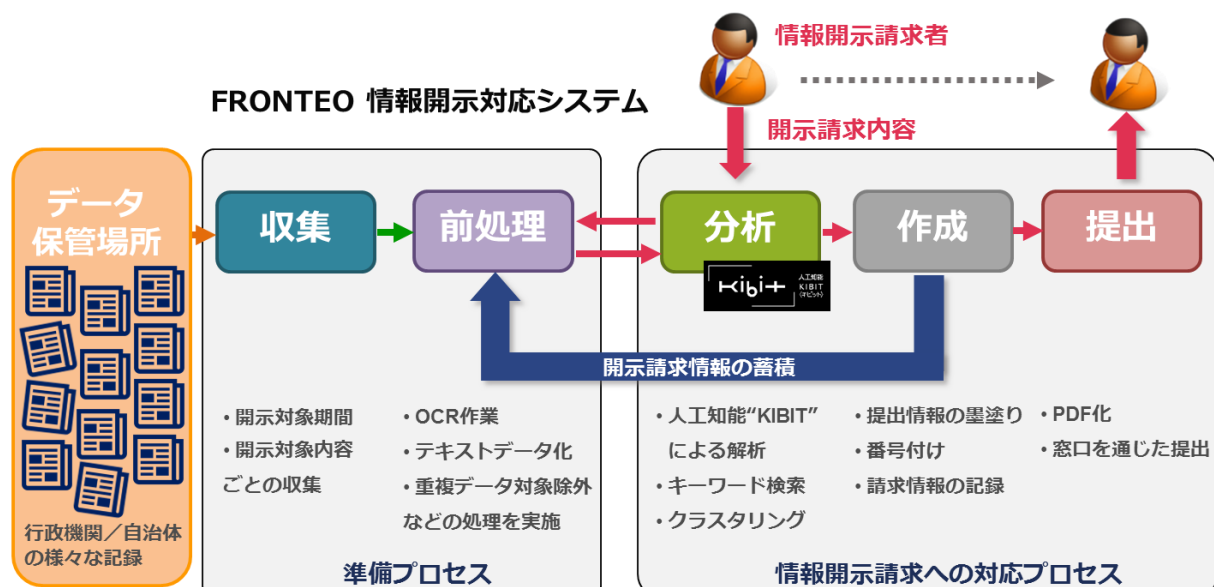 情報開示請求者
FRONTEO 情報開示対応システム
開示請求内容
データ
保管場所
収集
前処理
分析
作成
提出
Kibit
人工知能
KIBIT
(キビット)
開示請求情報の蓄積
・開示対象期間
・開示対象内容
ごとの収集
・OCR作業
・テキストデータ化
・重複データ対象除外
などの処理を実施
・人工知能“KIBIT”
による解析
・キーワード検索
・クラスタリング
・提出情報の墨塗り
・番号付け
・請求情報の記録
・PDF化
・窓口を通じた提出
行政機関／自治体
の様々な記録
準備プロセス
情報開示請求への対応プロセス